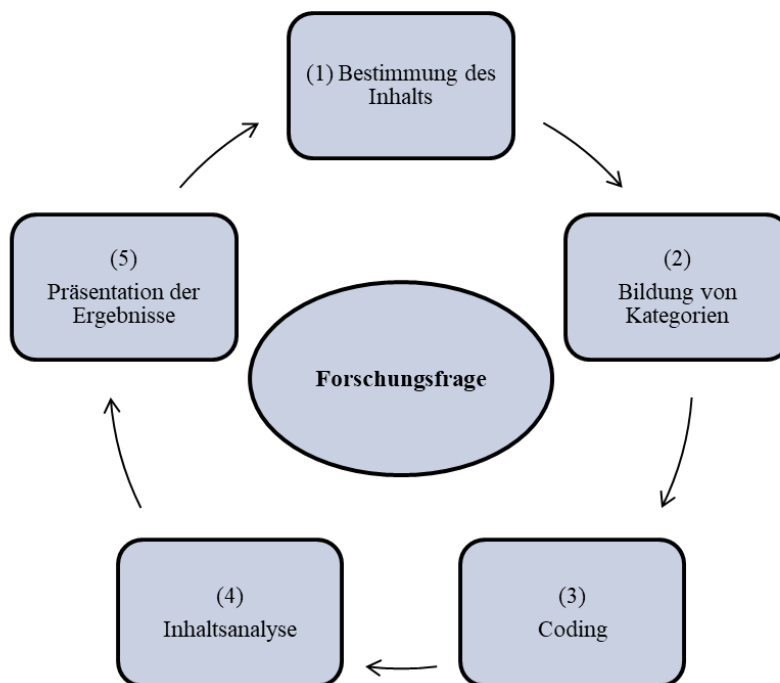 (1) Bestimmung des
Inhalts
(2)
Bildung von
Kategorien
(3)
Coding
(4)
Inhaltsanalyse
(5)
Präsentation der
Ergebnisse
Forschungsfrage